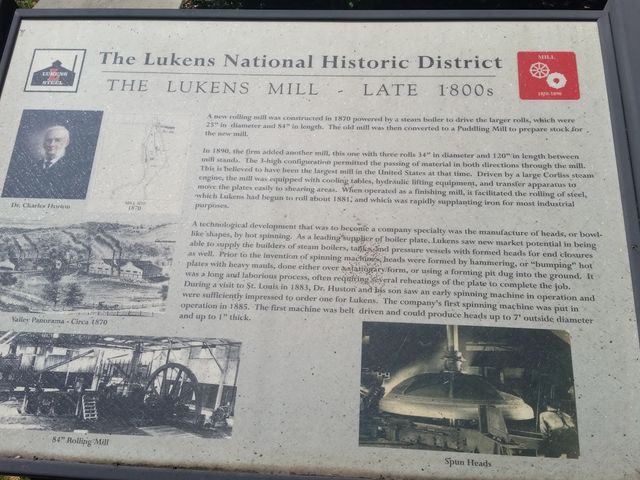 LUKENS
STEEL
The Lukens National Historic District
THE LUKENS MILL - LATE 1800s
MILL
1870-1890
A new rolling mill was constructed in 1870 powered by a steam boiler to drive the larger rolls, which were
25" in diameter and 84" in length. The old mill was then converted to a Puddling Mill to prepare stock for
the new mill.
In 1890, the firm added another mill, this one with three rolls 34" in diameter and 120" in length between
mill stands. The 3-high configuration permitted the passing of material in both directions through the mill.
This is believed to have been the largest mill in the United States at that time. Driven by a large Corliss steam
engine, the mill was equipped with cooling tables, hydraulic lifting equipment, and transfer apparatus to
move the plates easily to shearing areas. When operated as a finishing mill, it facilitated the rolling of steel,
which Lukens had begun to roll about 1881, and which was rapidly supplanting iron for most industrial
purposes.
A technological development that was to become a company specialty was the manufacture of heads, or bowl-
like shapes, by hot spinning. As a leading supplier of boiler plate, Lukens saw new market potential in being
able to supply the builders of steam boilers, tanks, and pressure vessels with formed heads for end closures
as well. Prior to the invention of spinning machines, heads were formed by hammering, or "bumping" hot
plates with heavy mauls, done either over a stationary form, or using a forming pit dug into the ground. It
was a long and laborious process, often requiring several reheatings of the plate to complete the job.
During a visit to St. Louis in 1883, Dr. Huston and his son saw an early spinning machine in operation and
were sufficiently impressed to order one for Lukens. The company's first spinning machine was put in
operation in 1885. The first machine was belt driven and could produce heads up to 7' outside diameter
and up to 1" thick.
Dr. Charles Huston
MILL SITE
1870
Valley Panorama - Circa 1870
84" Rolling Mill
Spun Heads